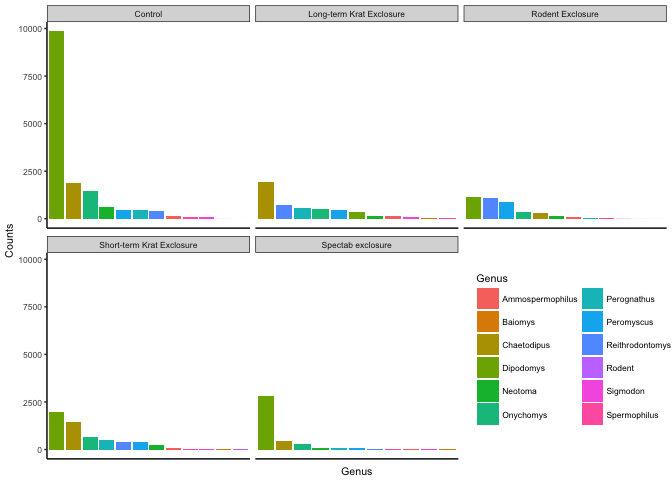 Control
Long-term Krat Exclosure
Rodent Exclosure
10000
7500
5000
2500
0
Counts
Short-term Krat Exclosure
Spectab exclosure
10000
7500
5000
2500
0
Genus
Genus
Ammospermophilus
Baiomys
Chaetodipus
Dipodomys
Neotoma
Onychomys
Perognathus
Peromyscus
Reithrodontomys
Rodent
Sigmodon
Spermophilus